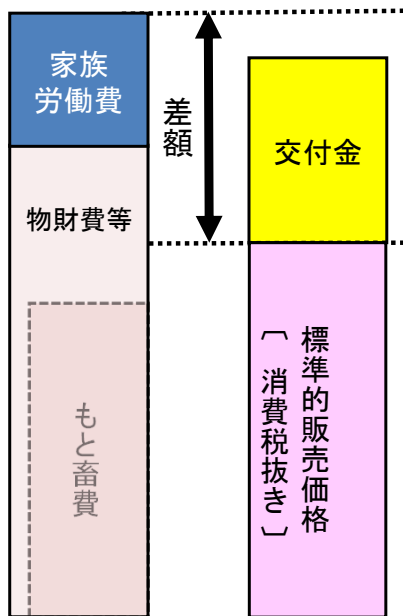 家族
労働費
物財費等
もと畜費
差額
交付金
標準的販売価格
〔消費税抜き〕